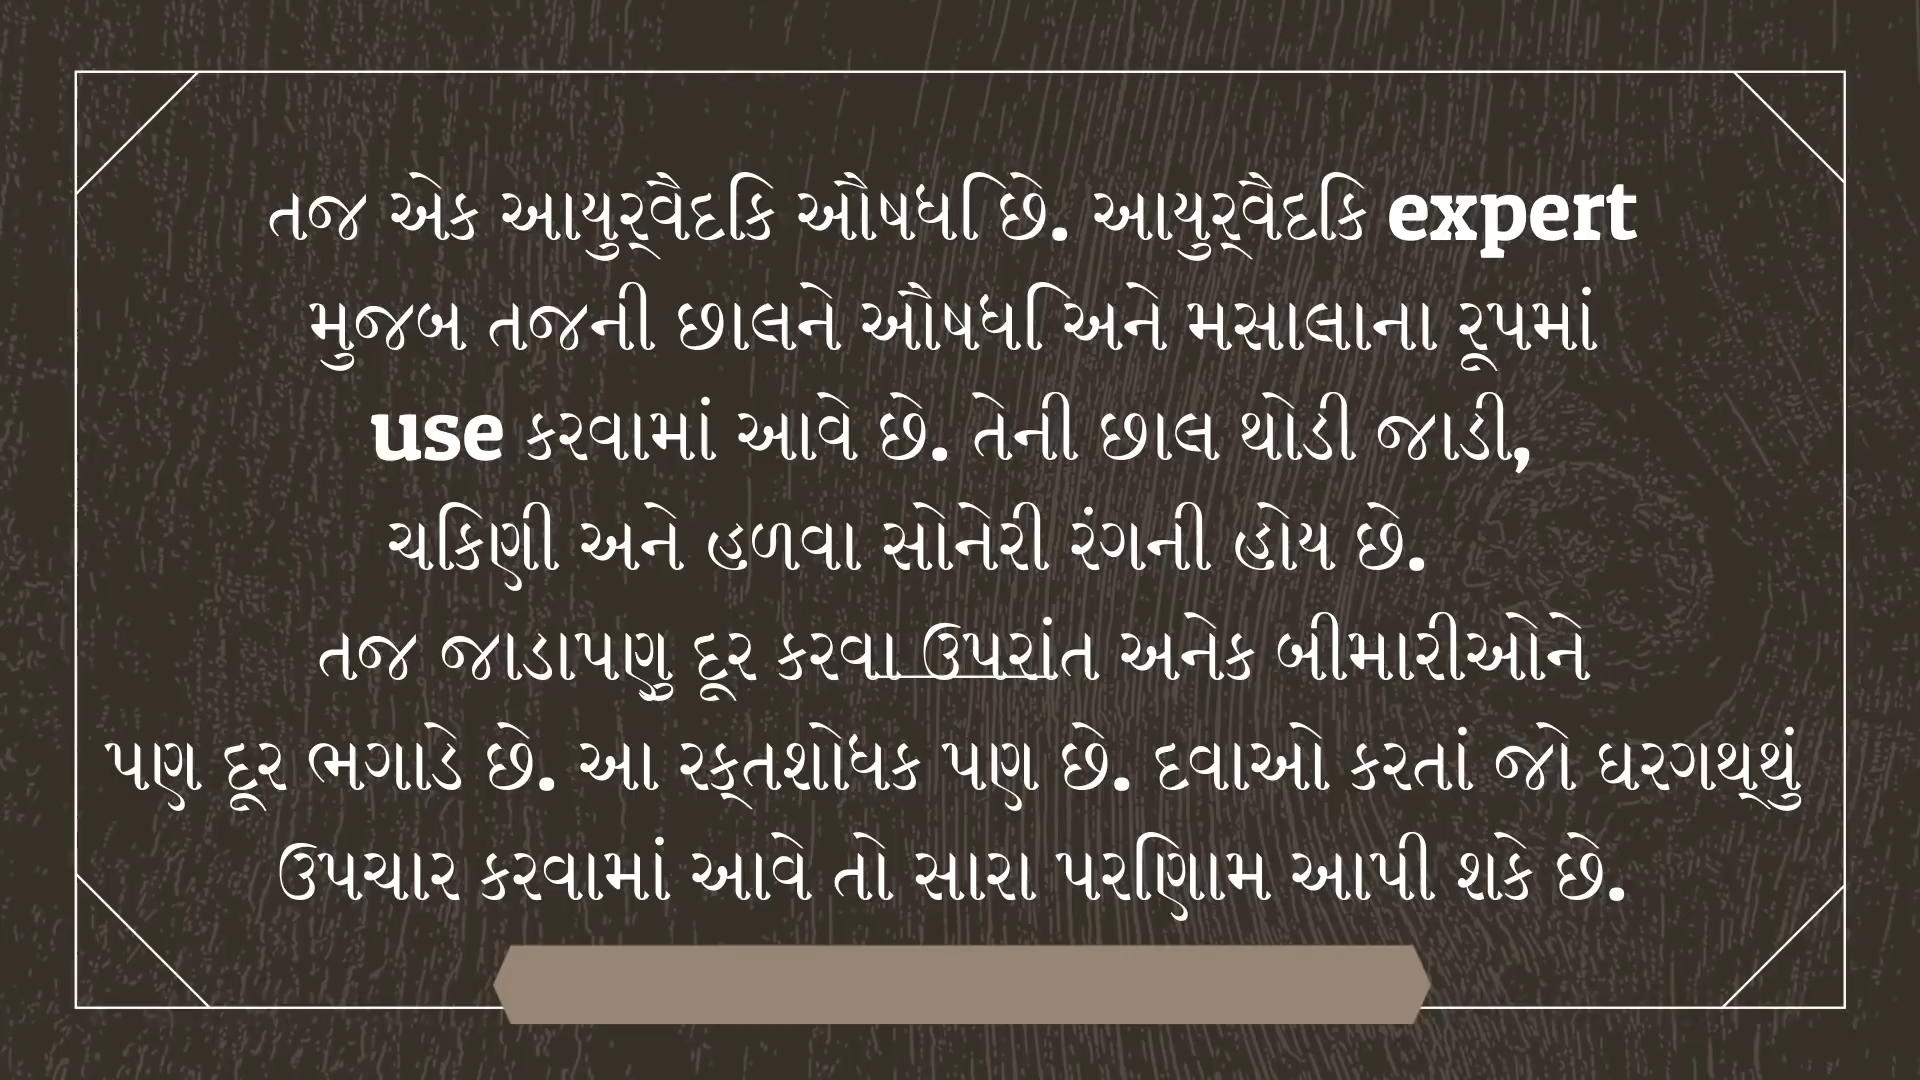 તજ એક આયુર્વૈદિક ઔષધિ છે. આયુર્વૈદિક expert
મુજબ તજની છાલને ઔષધિ અને મસાલાના રૂપમાં
use કરવામાં આવે છે. તેની છાલ થોડી જાડી,
ચકિણી અને હળવા સોનેરી રંગની હોય છે.
તજ જાડાપણુ દૂર કરવા ઉપરાંત અનેક બીમારીઓને
પણ દૂર ભગાડે છે. આ રક્તશોધક પણ છે. દવાઓ કરતાં જો ઘરગથ્થું
ઉપચાર કરવામાં આવે તો સારા પરિણામ આપી શકે છે.